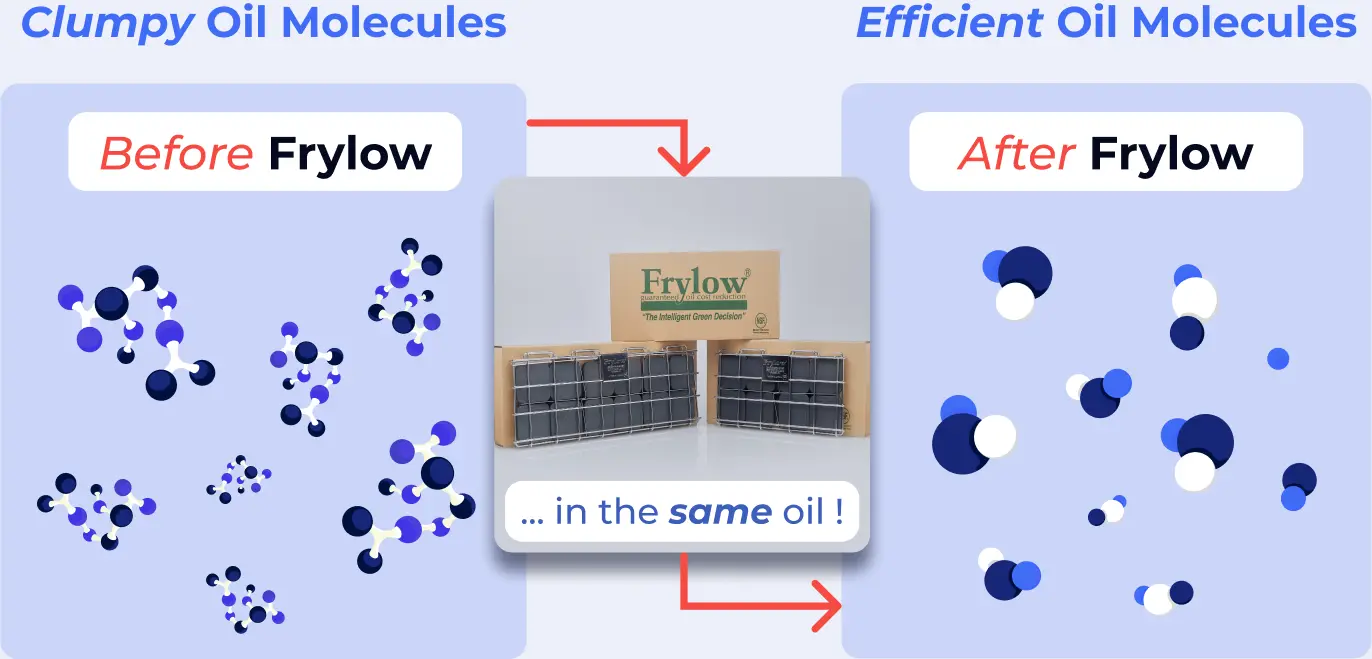 Clumpy Oil Molecules
Efficient Oil Molecules
Before Frylow
After Frylow
Frylow®
guaranteed oil cost reduction
"The Intelligent Green Decision"
... in the same oil !